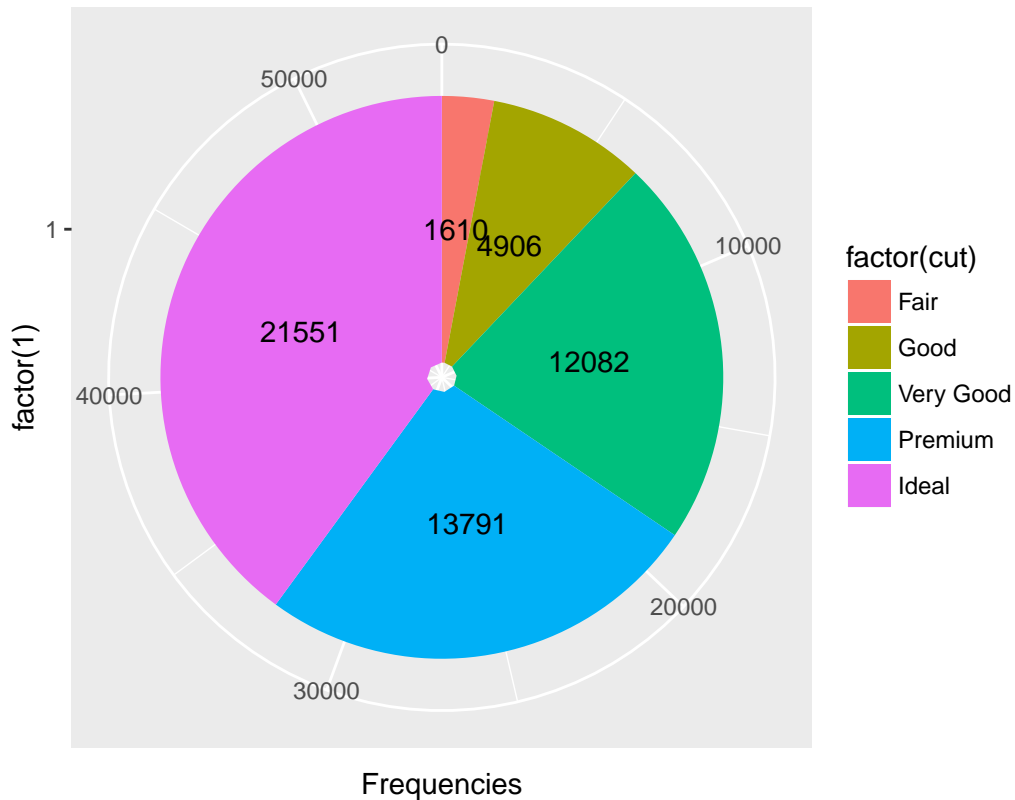 0
50000
10000
1
1610
4906
21551
12082
40000
13791
20000
30000
factor(1)
Frequencies
factor(cut)
Fair
Good
Very Good
Premium
Ideal